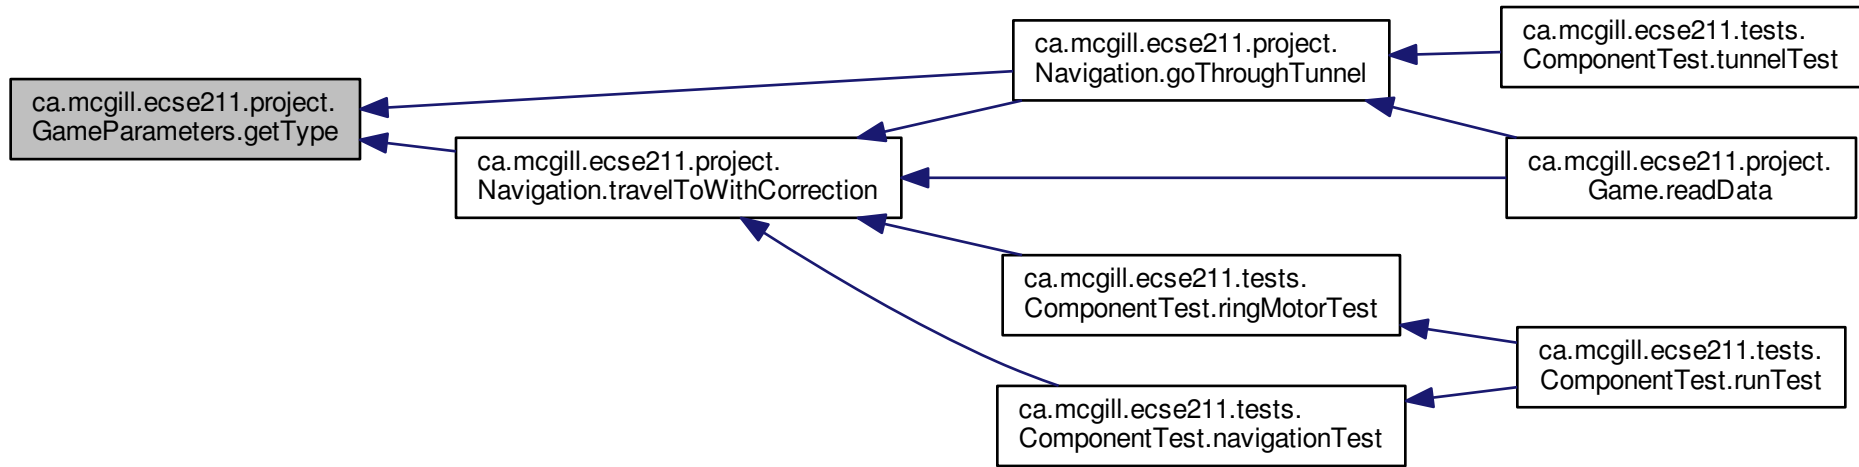 ca.mcgill.ecse211.project.
GameParameters.getType
ca.mcgill.ecse211.project.
Navigation.goThroughTunnel
ca.mcgill.ecse211.project.
Navigation.travelToWithCorrection
ca.mcgill.ecse211.tests.
ComponentTest.tunnelTest
ca.mcgill.ecse211.project.
Game.readData
ca.mcgill.ecse211.tests.
ComponentTest.ringMotorTest
ca.mcgill.ecse211.tests.
ComponentTest.navigationTest
ca.mcgill.ecse211.tests.
ComponentTest.runTest